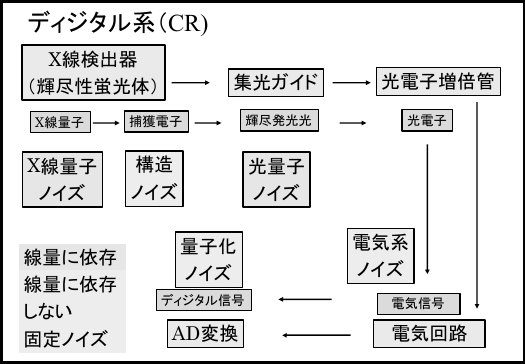 ディジタル系(CR)
X線検出器
(輝尽性蛍光体)
集光ガイド
光電子増倍管
X線量子
捕獲電子
輝尽発光光
光電子
X線量子
ノイズ
構造
ノイズ
光量子
ノイズ
線量に依存
線量に依存
しない
固定ノイズ
量子化
ノイズ
電気系
ノイズ
ディジタル信号
電気信号
AD変換
電気回路